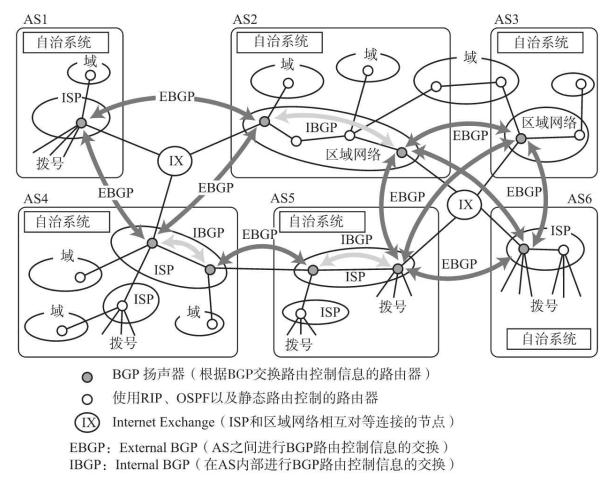 AS1
自治系统
域
ISP
拨号
EBGP
IX
EBGP
EBGP
AS2
自治系统
域
域
IBGP
区域网络
域
AS3
自治系统
区域网络
EBGP
EBGP
EBGP
IX
AS4
自治系统
IBGP
域
ISP
ISP
域
域
拨号
EBGP
AS5
自治系统
IBGP
ISP
ISP
拨号
拨号
EBGP
AS6
ISP
拨号
自治系统
BGP 扬声器（根据BGP交换路由控制信息的路由器）
使用RIP、OSPF以及静态路由控制的路由器
IX Internet Exchange（ISP和区域网络相互对等连接的节点）
EBGP：External BGP（AS之间进行BGP路由控制信息的交换）
IBGP：Internal BGP（在AS内部进行BGP路由控制信息的交换）